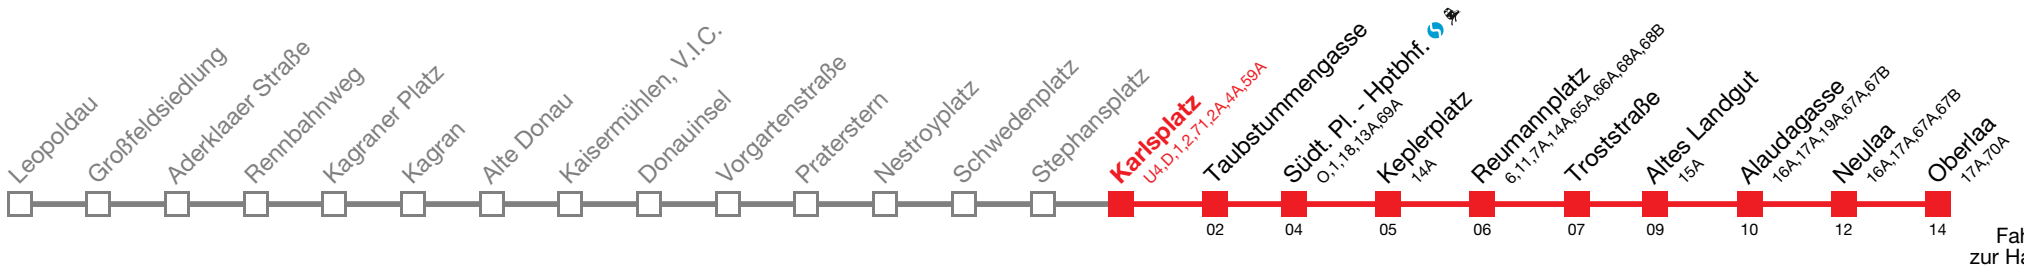 Leopoldau
Großfeldsiedlung
Aderklaaer Straße
Rennbahnweg
Kagraner Platz
Kagran
Alte Donau
Kaisermühlen, V.I.C.
Donauinsel
Vorgartenstraße
Praterstern
Nestroyplatz
Schwedenplatz
Stephansplatz
Karlsplatz
U4,D,1,2,71,2A,4A,59A
Taubstummengasse
02
Südt. Pl. - Hptbhf.
O,1,18,13A,69A
04
Keplerplatz
14A
05
Reumannplatz
6,11,7A,14A,65A,66A,68A,68B
06
Troststraße
07
Altes Landgut
15A
09
Alaudagasse
16A,17A,19A,67A,67B
10
Neulaa
16A,17A,67A,67B
12
Oberlaa
17A,70A
14
Fah
zur Ha